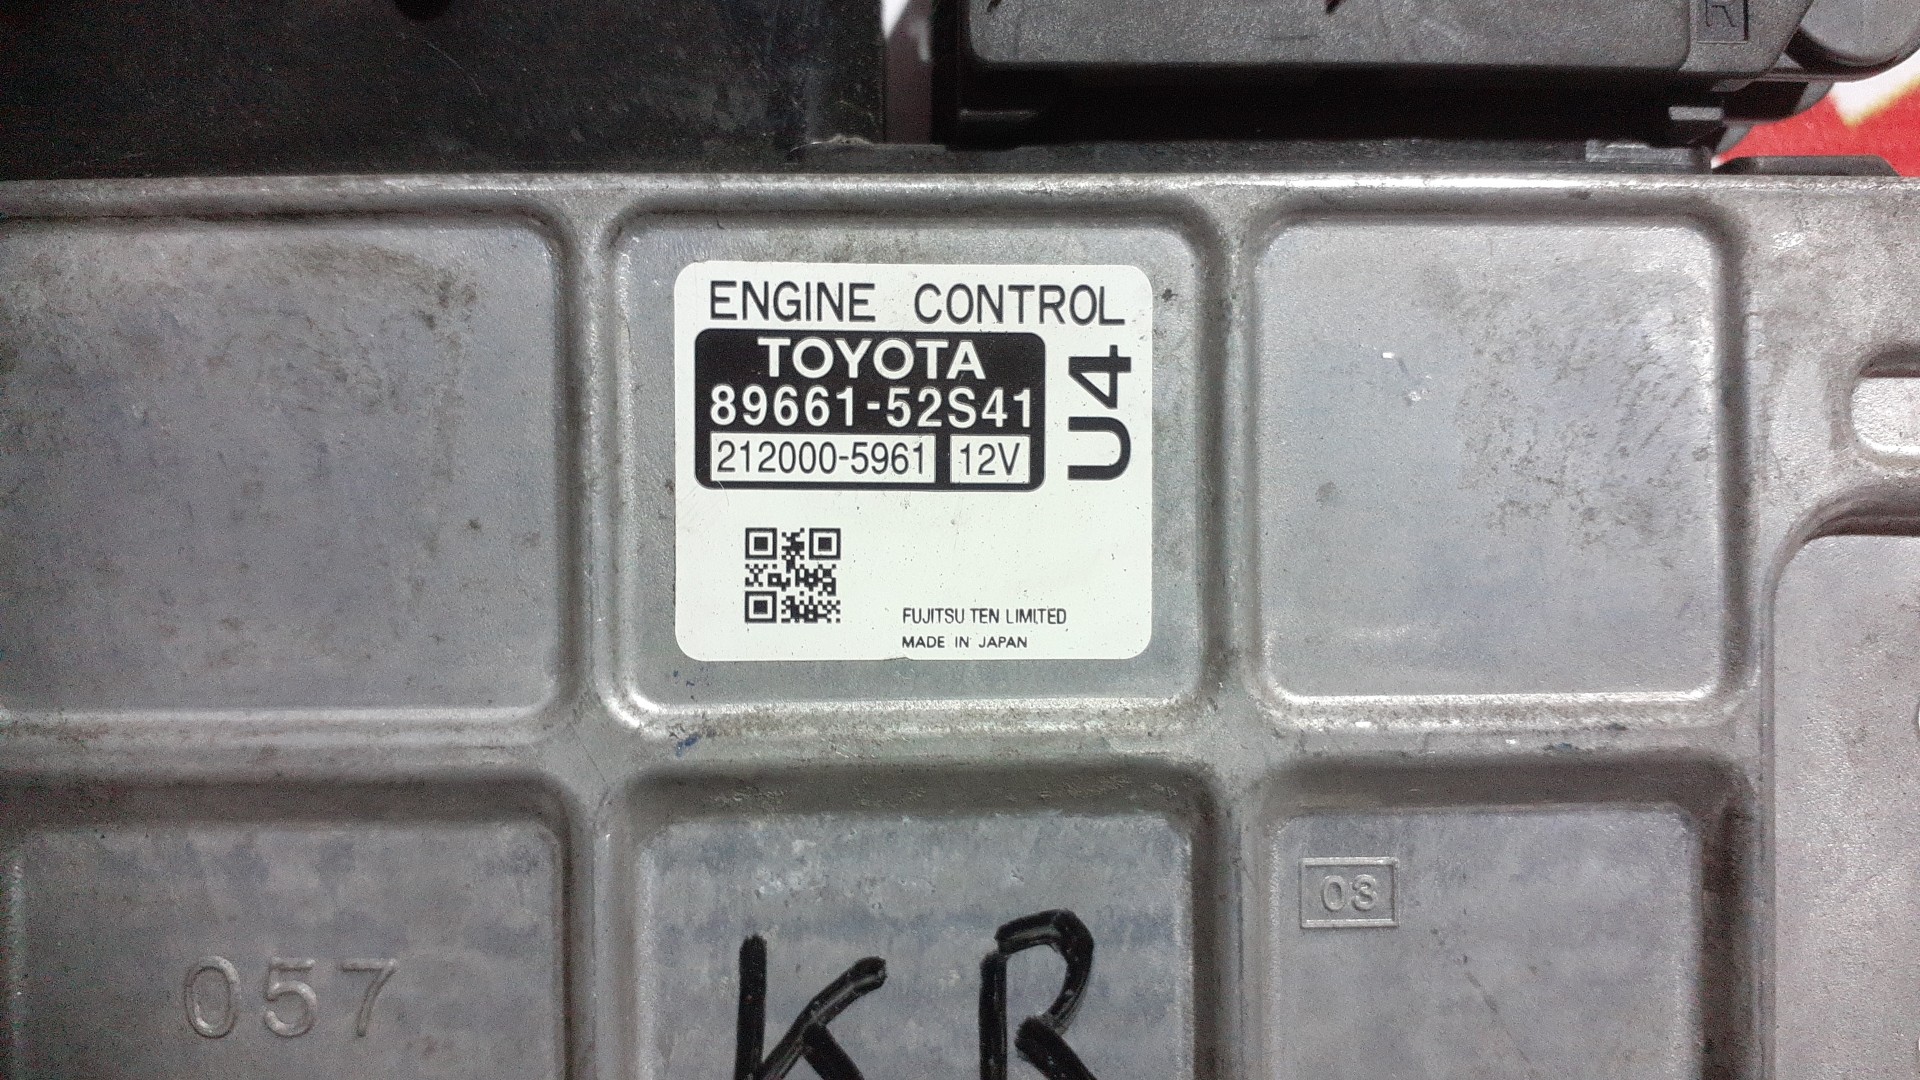 ENGINE CONTROL
TOYOTA
89661-52S41
212000-5961 12V
U4
FUJITSU TEN LIMITED
MADE IN JAPAN
03
057
KR